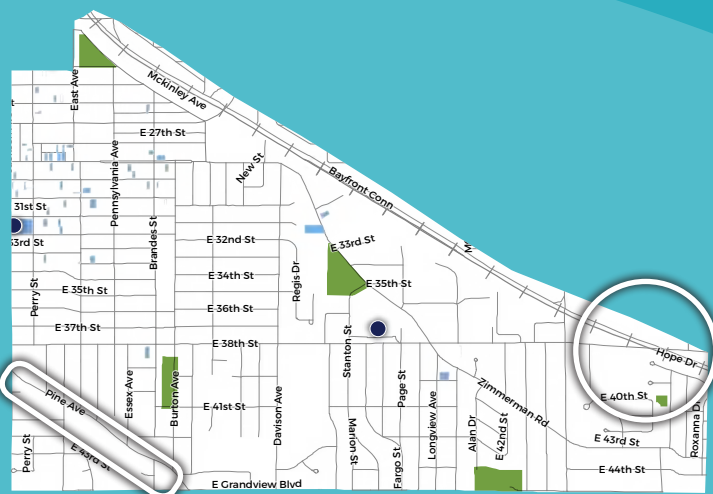 East Ave
Mckinley Ave
E 27th St
Pennsylvania Ave
New St
Bayfront Conn
31st St
Brandes St
E 32nd St
E 33rd St
33rd St
Regis Dr
E 34th St
E 35th St
Perry St
E 35th St
E 36th St
E 37th St
E 38th St
Stanton St
Hope Dr
Pine Ave
Essex Ave
Burton Ave
E 41st St
Davison Ave
Page St
Longview Ave
Zimmerman Rd
E 40th St
Roxanna Dr
Perry St
E 43rd St
Marion St
Fargo St
Alan Dr
E 42nd St
E 43rd St
E 44th St
E Grandview Blvd